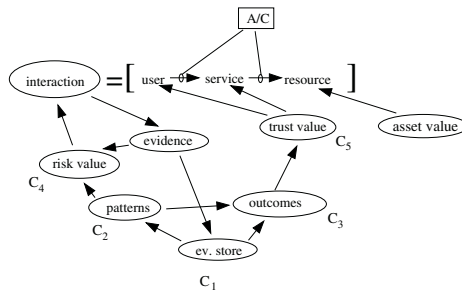 A/C
interaction = [ user service resource ]
trust value
asset value
evidence
C5
risk value
C4
patterns
outcomes
C2
C3
ev. store
C1